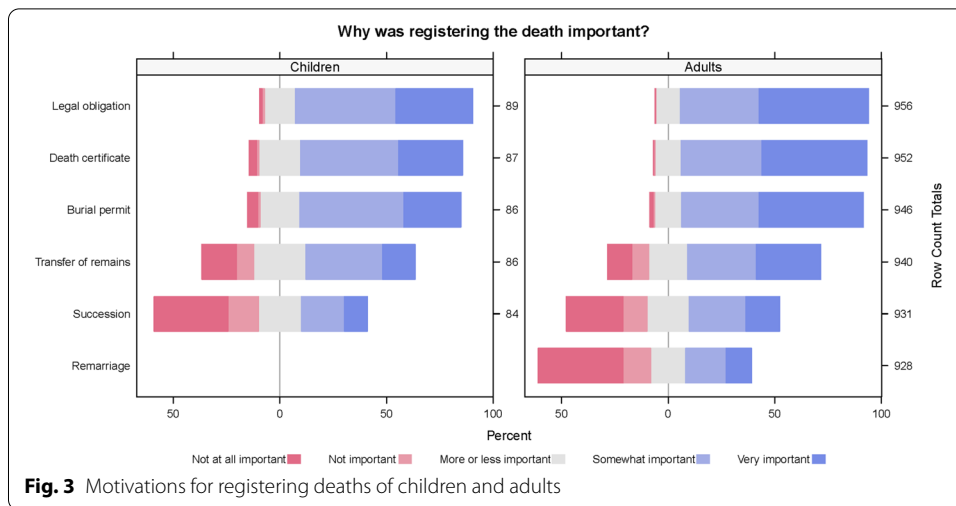 Why was registering the death important?
Children
Adults
Legal obligation 89 956
Death certificate 87 952
Burial permit 86 946
Transfer of remains 86 940
Succession 84 931
Remarriage 928
Row Count Totals
50 0 50 100 50 0 50 100
Percent
Not at all important Not important More or less important Somewhat important Very important
Fig. 3 Motivations for registering deaths of children and adults